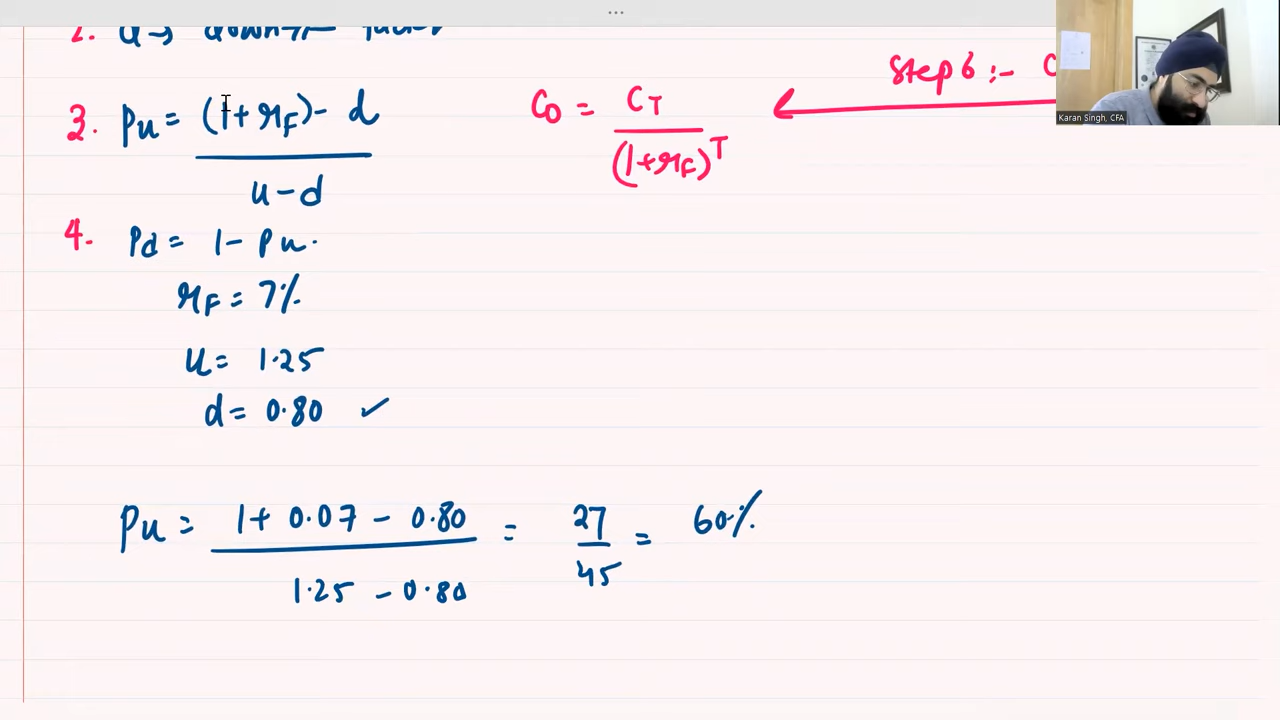 3. Pu = (1+rF) - d
u - d
4. Pd = 1 - Pu.
rF = 7%
u = 1.25
d = 0.80 ✓
Pu = 1 + 0.07 - 0.80 = 27 = 60%
1.25 - 0.80 45
Step 6 :- C
C0 = CT
(1+rF)^T
Karan Singh, CFA